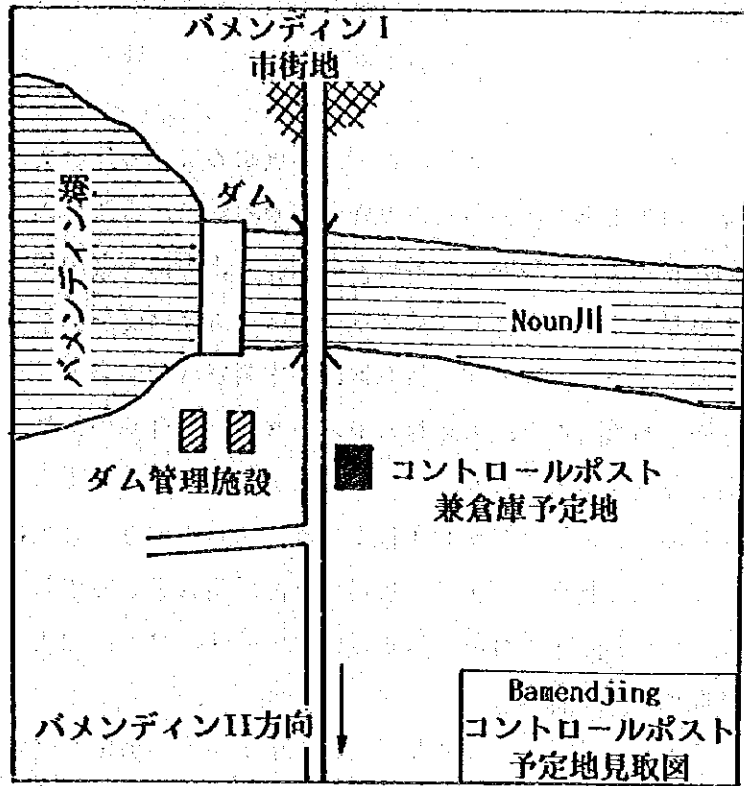 バメンディンI
市街地
ダム
バメンディン湖
Noun川
ダム管理施設
コントロールポスト
兼倉庫予定地
バメンディンII方向
Bamendjing
コントロールポスト
予定地見取図